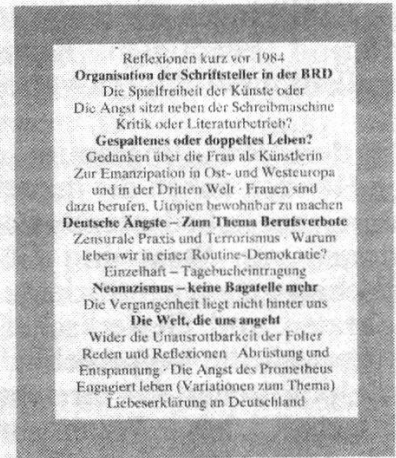 Reflexionen kurz vor 1984
Organisation der Schriftsteller in der BRD
Die Spielfreiheit der Künste oder
Die Angst sitzt neben der Schreibmaschine
Kritik oder Literaturbetrieb?
Gespaltenes oder doppeltes Leben?
Gedanken über die Frau als Künstlerin
Zur Emanzipation in Ost- und Westeuropa
und in der Dritten Welt · Frauen sind
dazu berufen, Utopien bewohnbar zu machen
Deutsche Ängste – Zum Thema Berufsverbote
Zensurale Praxis und Terrorismus · Warum
leben wir in einer Routine-Demokratie?
Einzelhaft – Tagebucheintragung
Neonazismus – keine Bagatelle mehr
Die Vergangenheit liegt nicht hinter uns
Die Welt, die uns angeht
Wider die Unausrottbarkeit der Folter
Reden und Reflexionen Abrüstung und
Entspannung · Die Angst des Prometheus
Engagiert leben (Variationen zum Thema)
Liebeserklärung an Deutschland